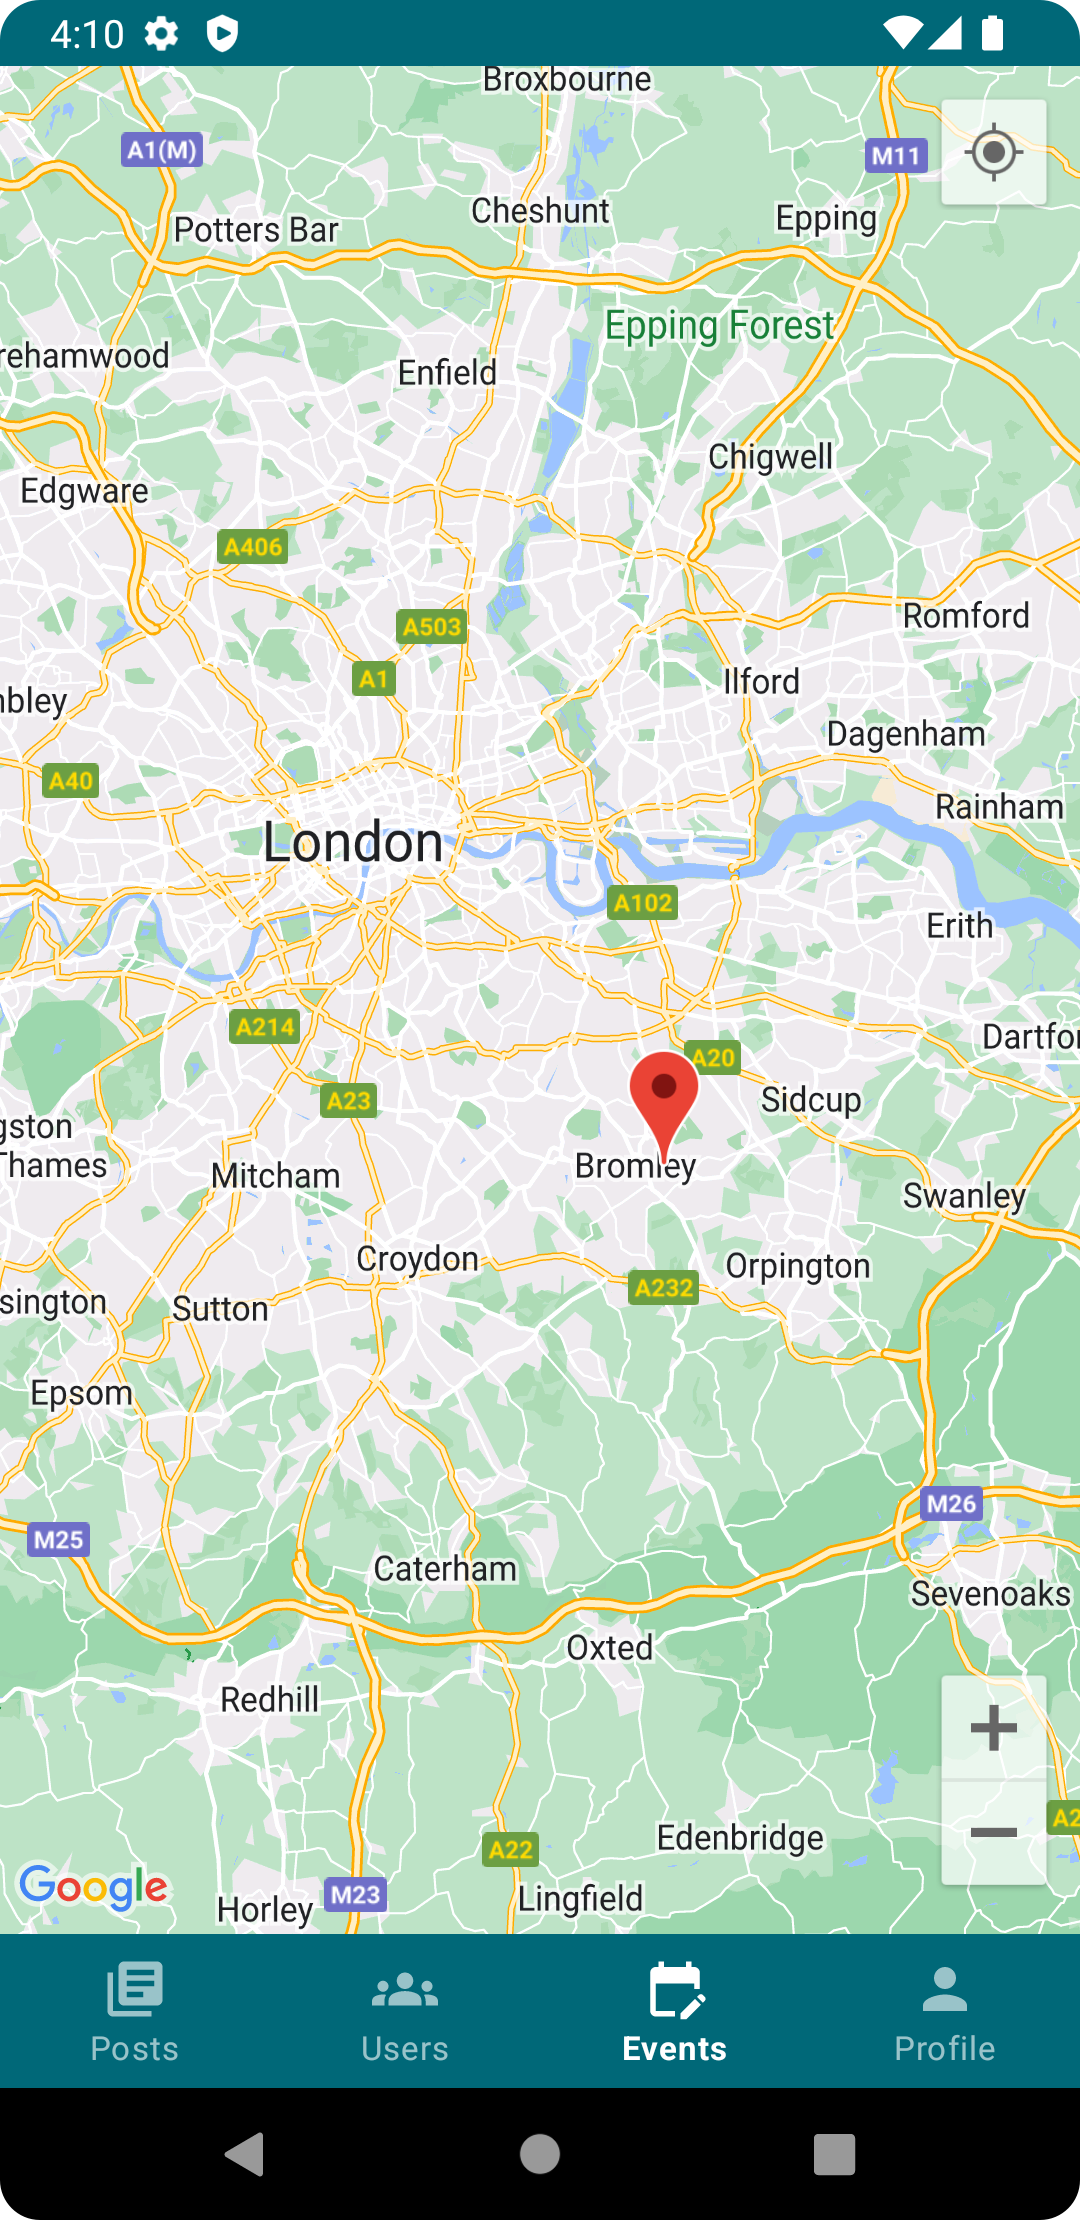 4:10
Broxbourne
A1(M)
M11
Cheshunt
Epping
Potters Bar
Epping Forest
rehamwood
Enfield
Chigwell
Edgware
A406
Romford
A503
A1
Ilford
nbley
Dagenham
A40
Rainham
London
A102
Erith
A214
Dartfor
A20
A23
Sidcup
gston
Thames
Mitcham
Bromley
Swanley
Croydon
Orpington
A232
sington
Sutton
Epsom
M26
M25
Caterham
Sevenoaks
Oxted
Redhill
A2
Edenbridge
A22
Google
M23
Lingfield
Horley
Posts
Users
Events
Profile